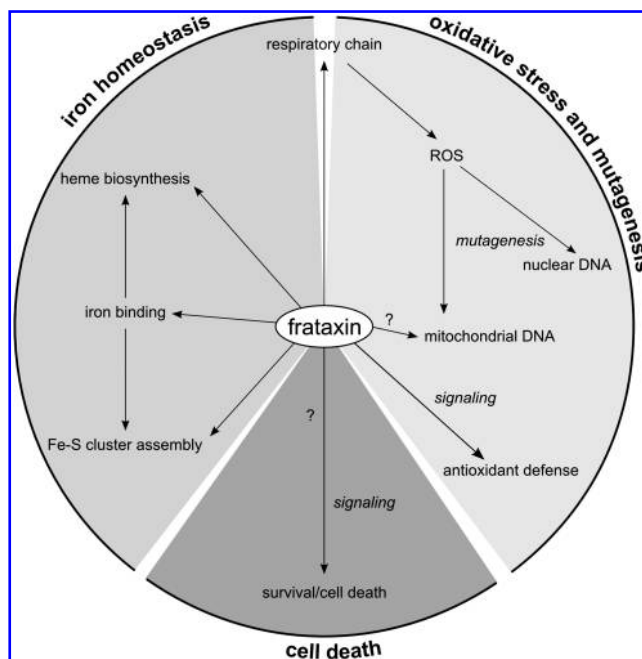 iron homeostasis
oxidative stress and mutagenesis
respiratory chain
ROS
heme biosynthesis
mutagenesis
nuclear DNA
iron binding
frataxin
?
mitochondrial DNA
signaling
?
Fe-S cluster assembly
antioxidant defense
signaling
survival/cell death
cell death